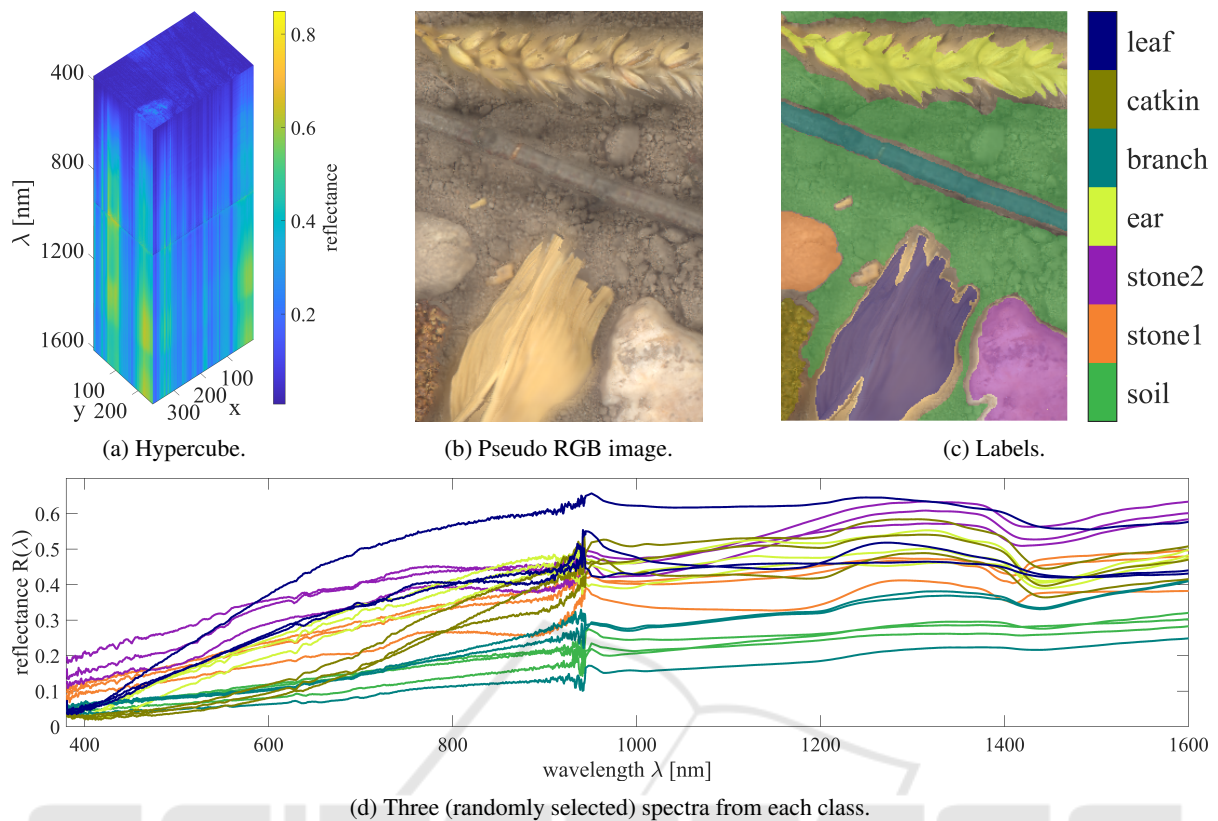 400
800
1200
1600
λ [nm]
100
y 200
300
200
100
x
0.8
0.6
0.4
0.2
reflectance
(a) Hypercube.
(b) Pseudo RGB image.
(c) Labels.
leaf
catkin
branch
ear
stone2
stone1
soil
reflectance R(λ)
0.6
0.5
0.4
0.3
0.2
0.1
0
400
600
800
1000
1200
1400
1600
wavelength λ [nm]
(d) Three (randomly selected) spectra from each class.